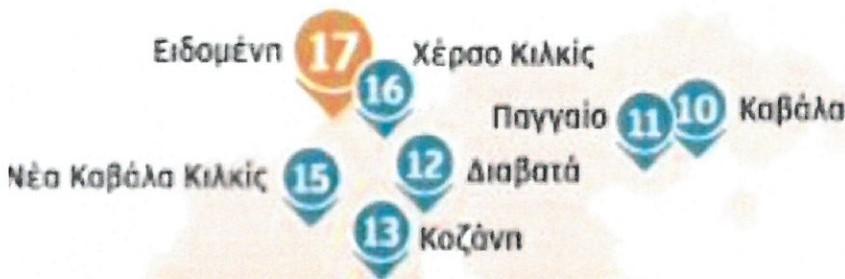 Ειδομένη 17
16 Χέρσο Κιλκίς
Παγγαίο 11 10 Καβάλα
Νέα Καβάλα Κιλκίς 15
12 Διαβατά
13 Κοζάνη